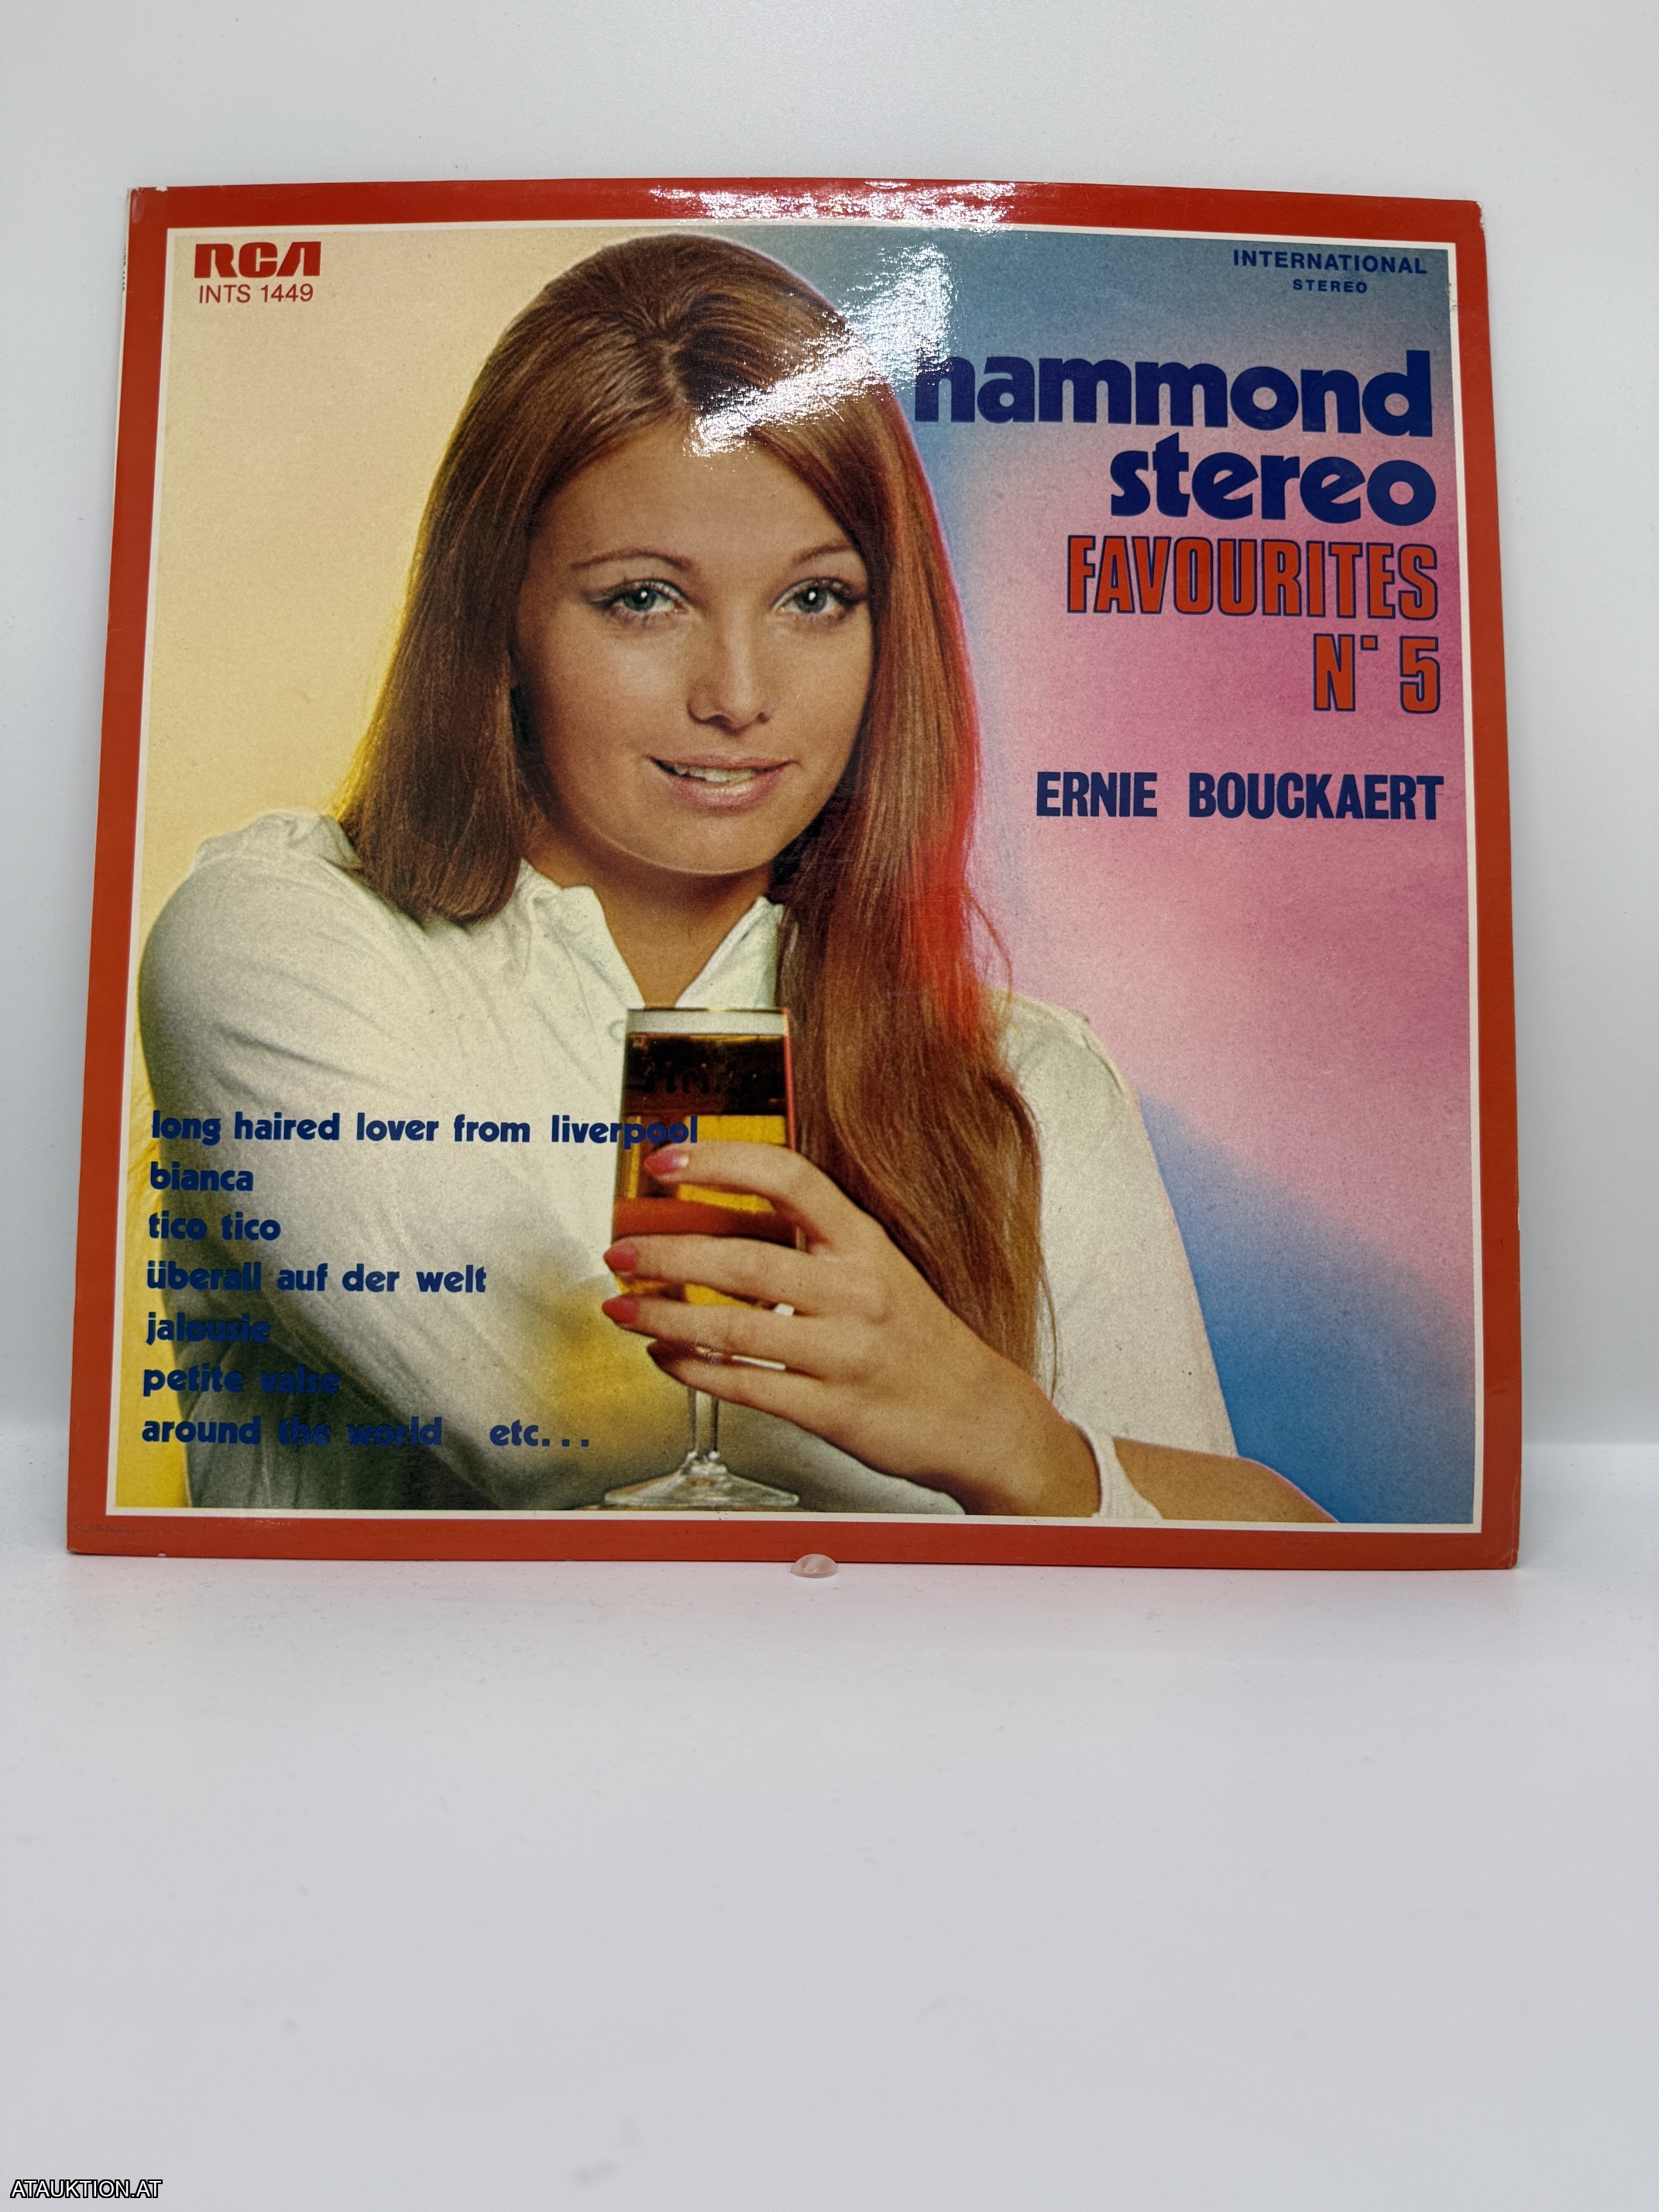 RCA
INTS 1449
INTERNATIONAL
STEREO
hammond
stereo
FAVOURITES
N° 5
ERNIE BOUCKAERT
long haired lover from liverpool
bianca
tico tico
überall auf der welt
jalousie
petite valse
around the world etc...
ATAUKTION.AT